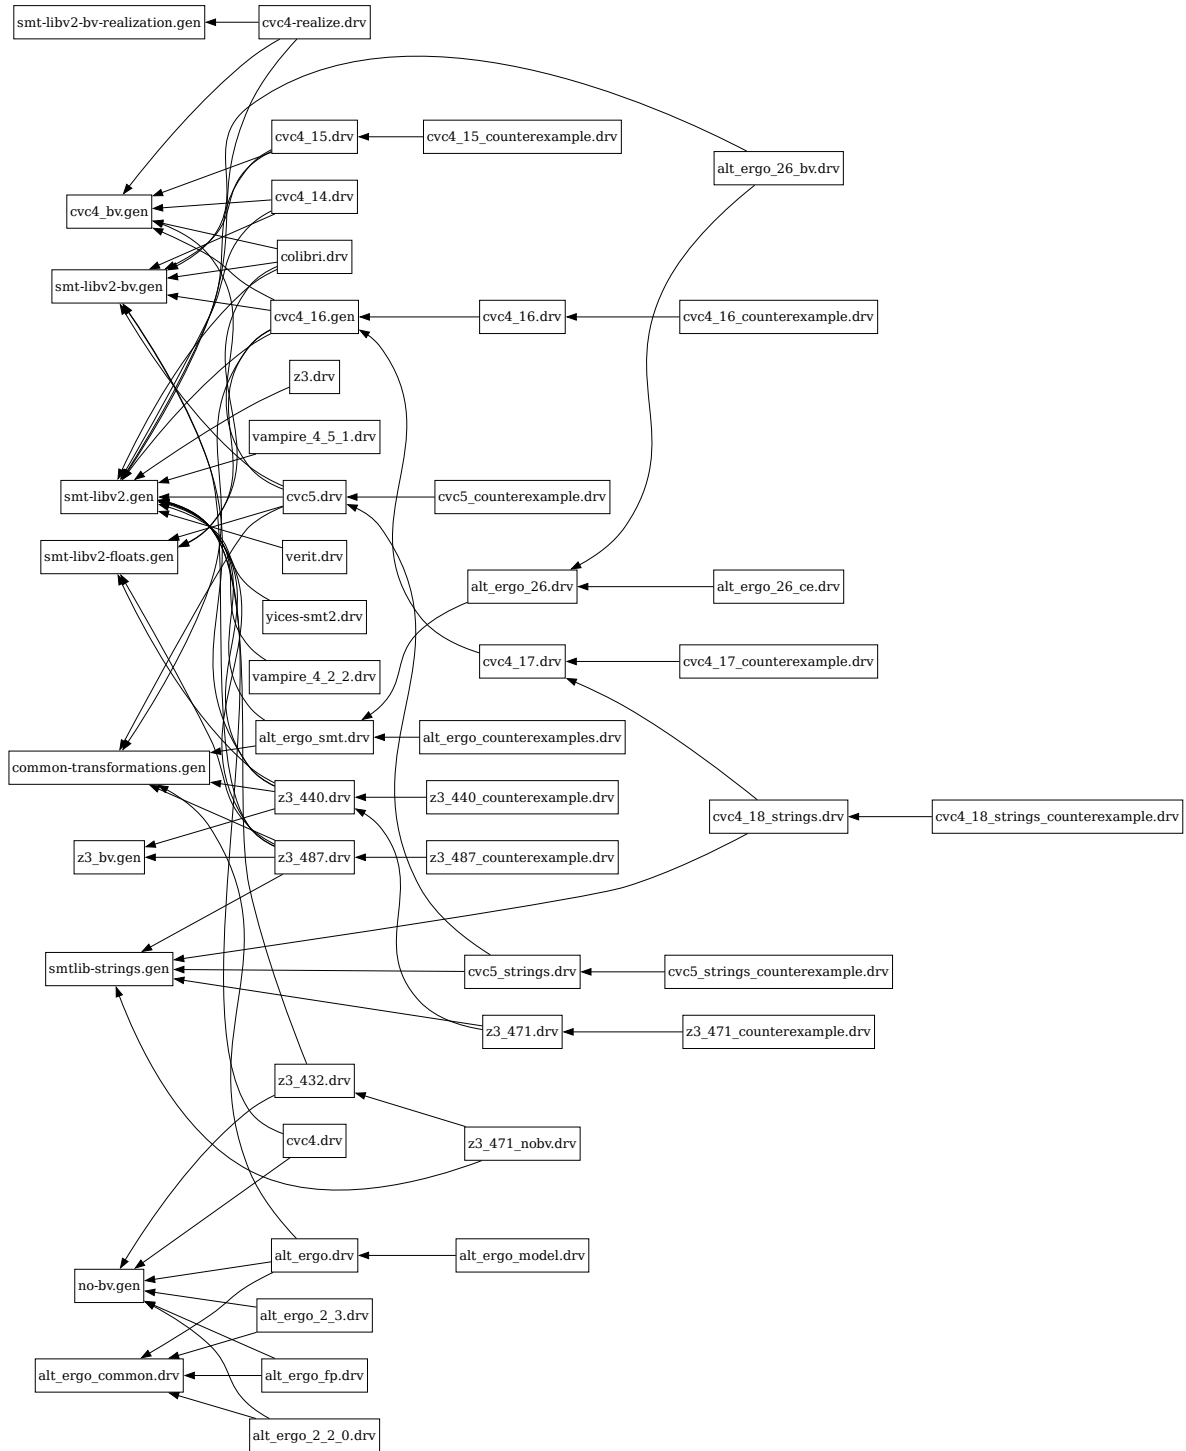 smt-libv2-bv-realization.gen
cvc4-realize.drv
cvc4_15.drv
cvc4_15_counterexample.drv
alt_ergo_26_bv.drv
cvc4_14.drv
cvc4_bv.gen
colibri.drv
smt-libv2-bv.gen
cvc4_16.gen
cvc4_16.drv
cvc4_16_counterexample.drv
z3.drv
vampire_4_5_1.drv
smt-libv2.gen
cvc5.drv
cvc5_counterexample.drv
smt-libv2-floats.gen
verit.drv
alt_ergo_26.drv
alt_ergo_26_ce.drv
yices-smt2.drv
cvc4_17.drv
cvc4_17_counterexample.drv
vampire_4_2_2.drv
alt_ergo_smt.drv
alt_ergo_counterexamples.drv
common-transformations.gen
z3_440.drv
z3_440_counterexample.drv
cvc4_18_strings.drv
cvc4_18_strings_counterexample.drv
z3_bv.gen
z3_487.drv
z3_487_counterexample.drv
smtlib-strings.gen
cvc5_strings.drv
cvc5_strings_counterexample.drv
z3_471.drv
z3_471_counterexample.drv
z3_432.drv
cvc4.drv
z3_471_nobv.drv
alt_ergo.drv
alt_ergo_model.drv
no-bv.gen
alt_ergo_2_3.drv
alt_ergo_common.drv
alt_ergo_fp.drv
alt_ergo_2_2_0.drv